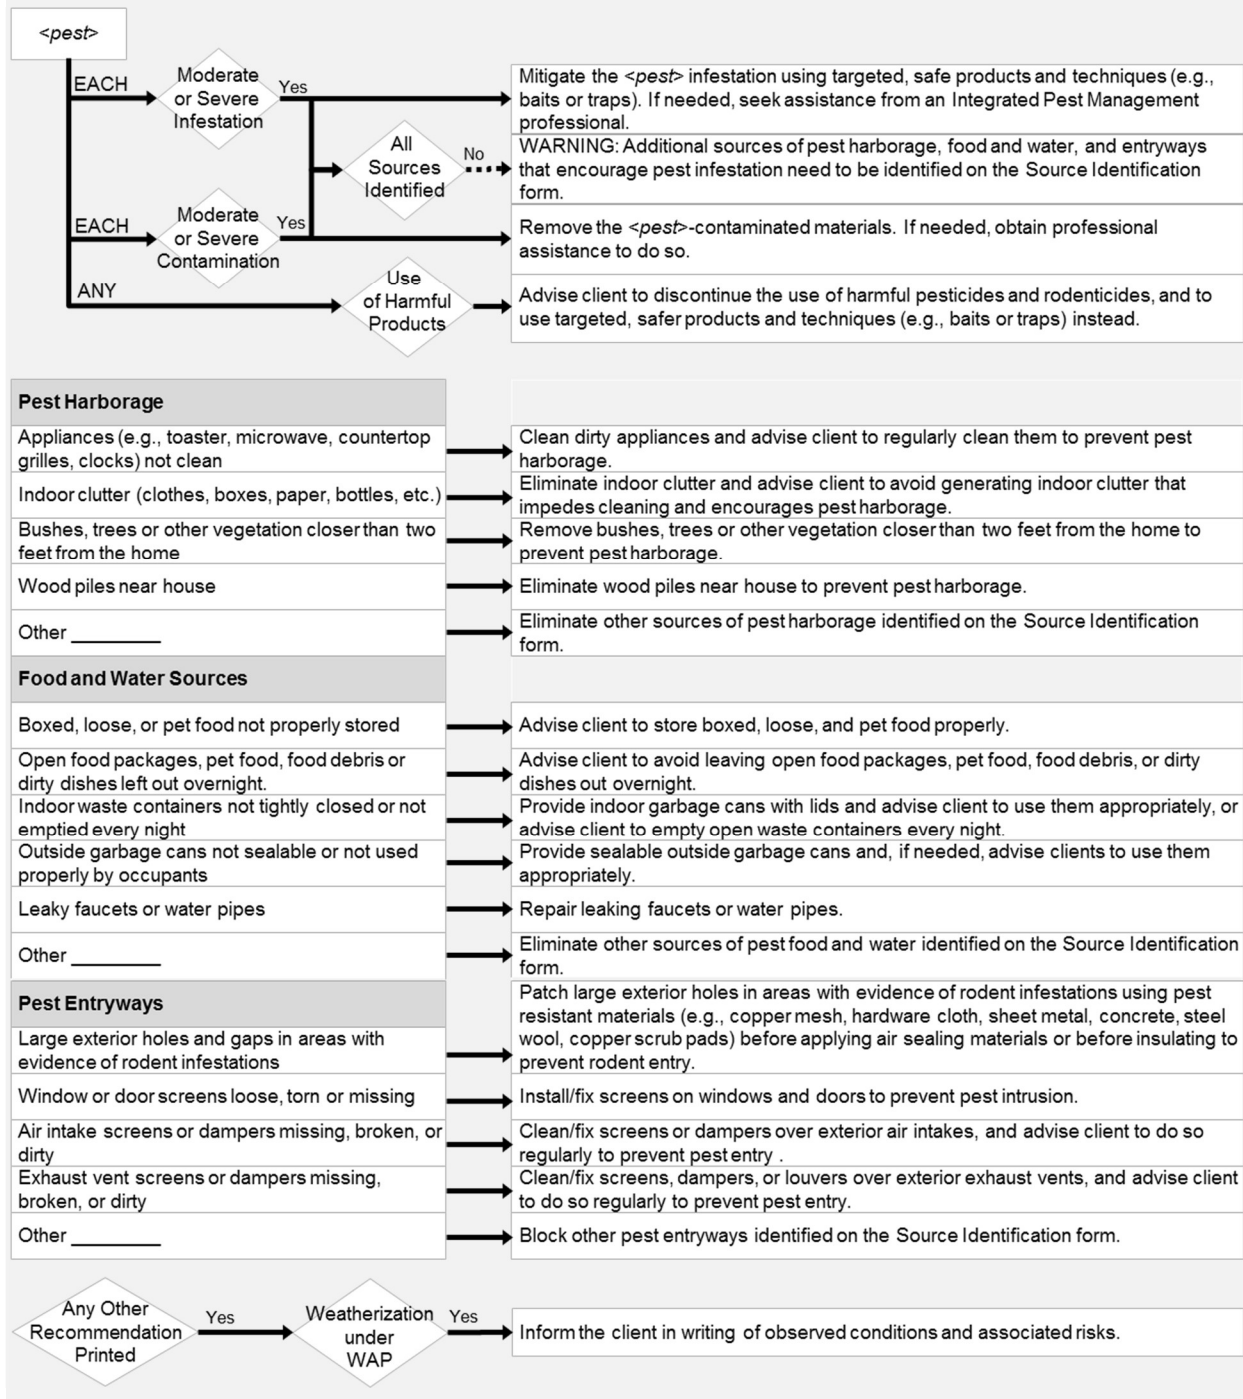 <pest>
EACH
Moderate
or Severe
Infestation
Yes
Mitigate the <pest> infestation using targeted, safe products and techniques (e.g.,
baits or traps). If needed, seek assistance from an Integrated Pest Management
professional.
All
Sources
Identified
No
WARNING: Additional sources of pest harborage, food and water, and entryways
that encourage pest infestation need to be identified on the Source Identification
form.
EACH
Moderate
or Severe
Contamination
Yes
Remove the <pest>-contaminated materials. If needed, obtain professional
assistance to do so.
ANY
Use
of Harmful
Products
Advise client to discontinue the use of harmful pesticides and rodenticides, and to
use targeted, safer products and techniques (e.g., baits or traps) instead.
Pest Harborage
Appliances (e.g., toaster, microwave, countertop
grilles, clocks) not clean
Clean dirty appliances and advise client to regularly clean them to prevent pest
harborage.
Indoor clutter (clothes, boxes, paper, bottles, etc.)
Eliminate indoor clutter and advise client to avoid generating indoor clutter that
impedes cleaning and encourages pest harborage.
Bushes, trees or other vegetation closer than two
feet from the home
Remove bushes, trees or other vegetation closer than two feet from the home to
prevent pest harborage.
Wood piles near house
Eliminate wood piles near house to prevent pest harborage.
Other _________
Eliminate other sources of pest harborage identified on the Source Identification
form.
Food and Water Sources
Boxed, loose, or pet food not properly stored
Advise client to store boxed, loose, and pet food properly.
Open food packages, pet food, food debris or
dirty dishes left out overnight.
Advise client to avoid leaving open food packages, pet food, food debris, or dirty
dishes out overnight.
Indoor waste containers not tightly closed or not
emptied every night
Provide indoor garbage cans with lids and advise client to use them appropriately, or
advise client to empty open waste containers every night.
Outside garbage cans not sealable or not used
properly by occupants
Provide sealable outside garbage cans and, if needed, advise clients to use them
appropriately.
Leaky faucets or water pipes
Repair leaking faucets or water pipes.
Other _________
Eliminate other sources of pest food and water identified on the Source Identification
form.
Pest Entryways
Large exterior holes and gaps in areas with
evidence of rodent infestations
Patch large exterior holes in areas with evidence of rodent infestations using pest
resistant materials (e.g., copper mesh, hardware cloth, sheet metal, concrete, steel
wool, copper scrub pads) before applying air sealing materials or before insulating to
prevent rodent entry.
Window or door screens loose, torn or missing
Install/fix screens on windows and doors to prevent pest intrusion.
Air intake screens or dampers missing, broken, or
dirty
Clean/fix screens or dampers over exterior air intakes, and advise client to do so
regularly to prevent pest entry .
Exhaust vent screens or dampers missing,
broken, or dirty
Clean/fix screens, dampers, or louvers over exterior exhaust vents, and advise client
to do so regularly to prevent pest entry.
Other _________
Block other pest entryways identified on the Source Identification form.
Any Other
Recommendation
Printed
Yes
Weatherization
under
WAP
Yes
Inform the client in writing of observed conditions and associated risks.